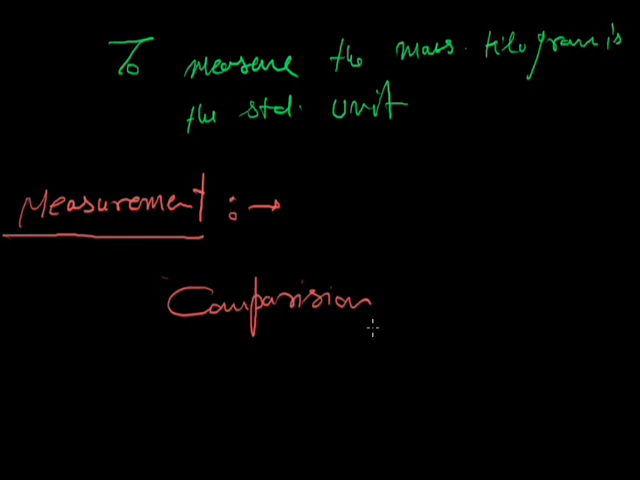 To measure the mass. kilogram is
the std. unit
Measurement : →
Comparision